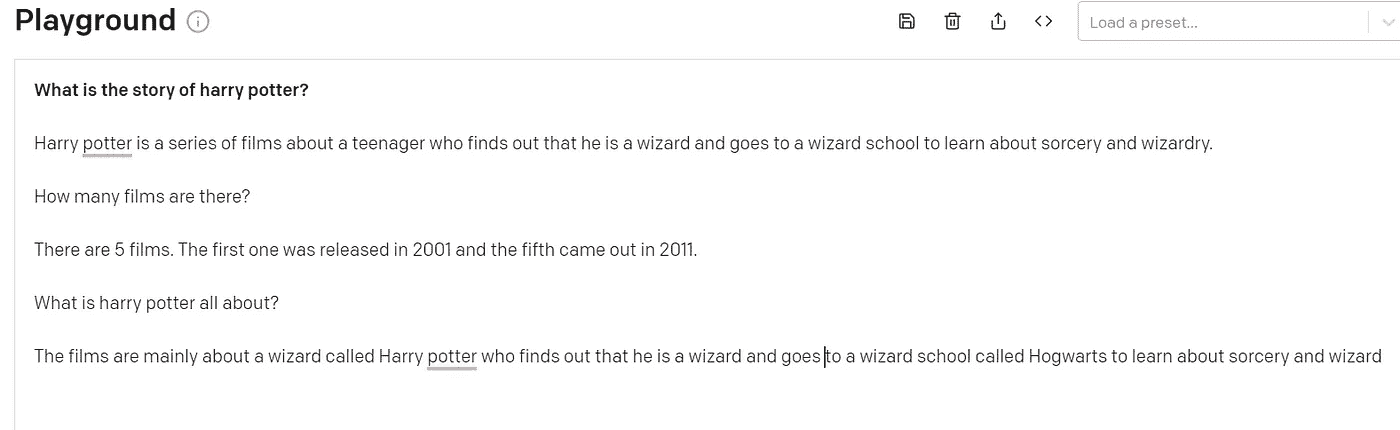 Playground
Load a preset...
What is the story of harry potter?
Harry potter is a series of films about a teenager who finds out that he is a wizard and goes to a wizard school to learn about sorcery and wizardry.
How many films are there?
There are 5 films. The first one was released in 2001 and the fifth came out in 2011.
What is harry potter all about?
The films are mainly about a wizard called Harry potter who finds out that he is a wizard and goes to a wizard school called Hogwarts to learn about sorcery and wizard